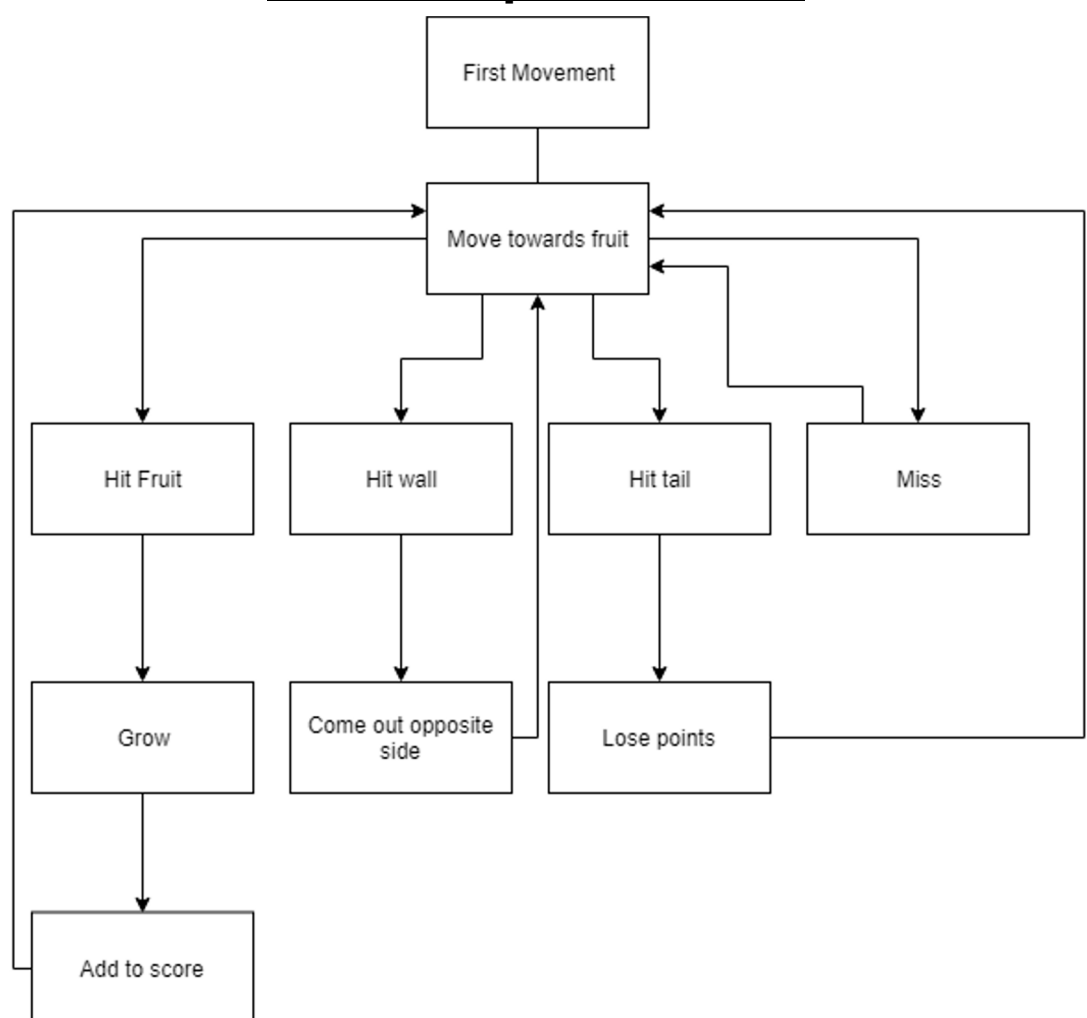 First Movement
Move towards fruit
Hit Fruit
Hit wall
Hit tail
Miss
Grow
Come out opposite
side
Lose points
Add to score